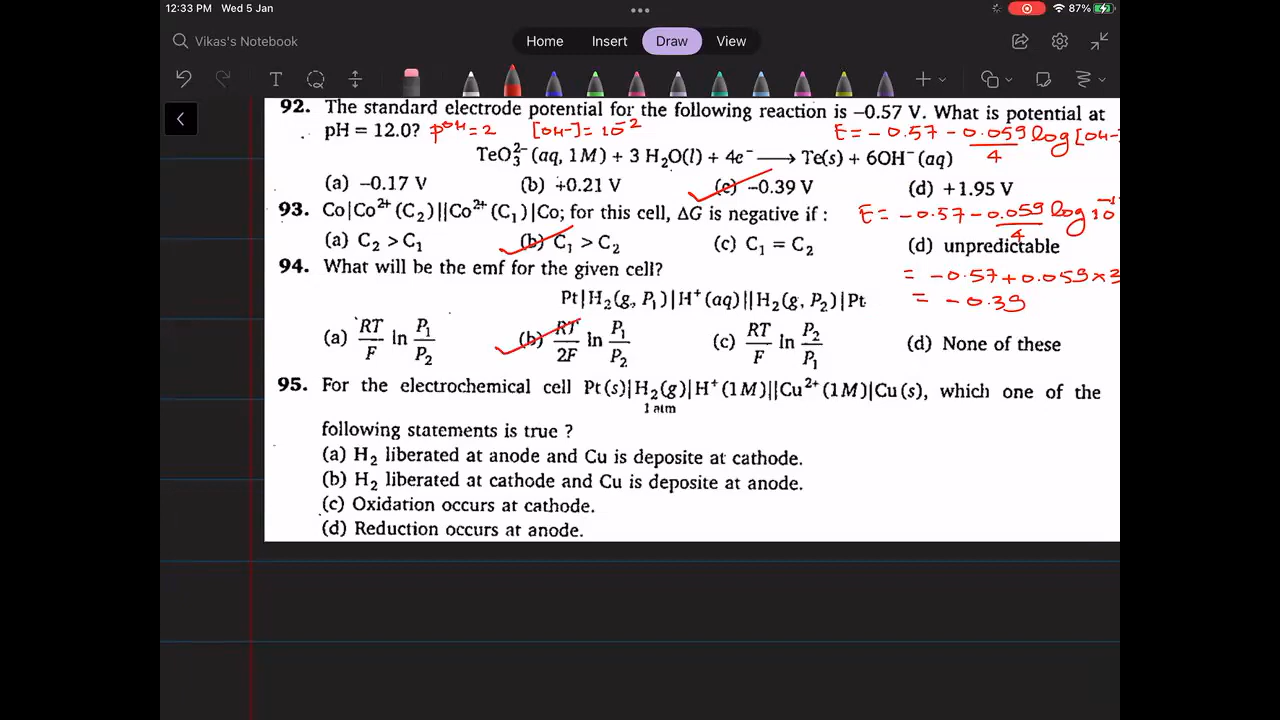 12:33 PM Wed 5 Jan
87%
Vikas's Notebook
Home Insert Draw View
92. The standard electrode potential for the following reaction is –0.57 V. What is potential at
pH = 12.0? pOH = 2 [OH-] = 10⁻² E = -0.57 - 0.059/4 log [OH-
TeO₃²⁻ (aq, 1M) + 3 H₂O(l) + 4e⁻ ⟶ Te(s) + 6OH⁻ (aq)
(a) –0.17 V (b) +0.21 V (c) –0.39 V (d) +1.95 V
93. Co|Co²⁺(C₂)||Co²⁺(C₁)|Co; for this cell, ΔG is negative if :
E = -0.57 - 0.059/4 log 10⁻¹
(a) C₂ > C₁ (b) C₁ > C₂ (c) C₁ = C₂ (d) unpredictable
94. What will be the emf for the given cell?
= -0.57 + 0.059 × 3
Pt|H₂(g, P₁)|H⁺(aq)||H₂(g, P₂)|Pt
= -0.39
(a) RT/F ln P₁/P₂ (b) RT/2F ln P₁/P₂ (c) RT/F ln P₂/P₁ (d) None of these
95. For the electrochemical cell Pt(s)|H₂(g)|H⁺(1M)||Cu²⁺(1M)|Cu(s), which one of the
1 atm
following statements is true ?
(a) H₂ liberated at anode and Cu is deposite at cathode.
(b) H₂ liberated at cathode and Cu is deposite at anode.
(c) Oxidation occurs at cathode.
(d) Reduction occurs at anode.